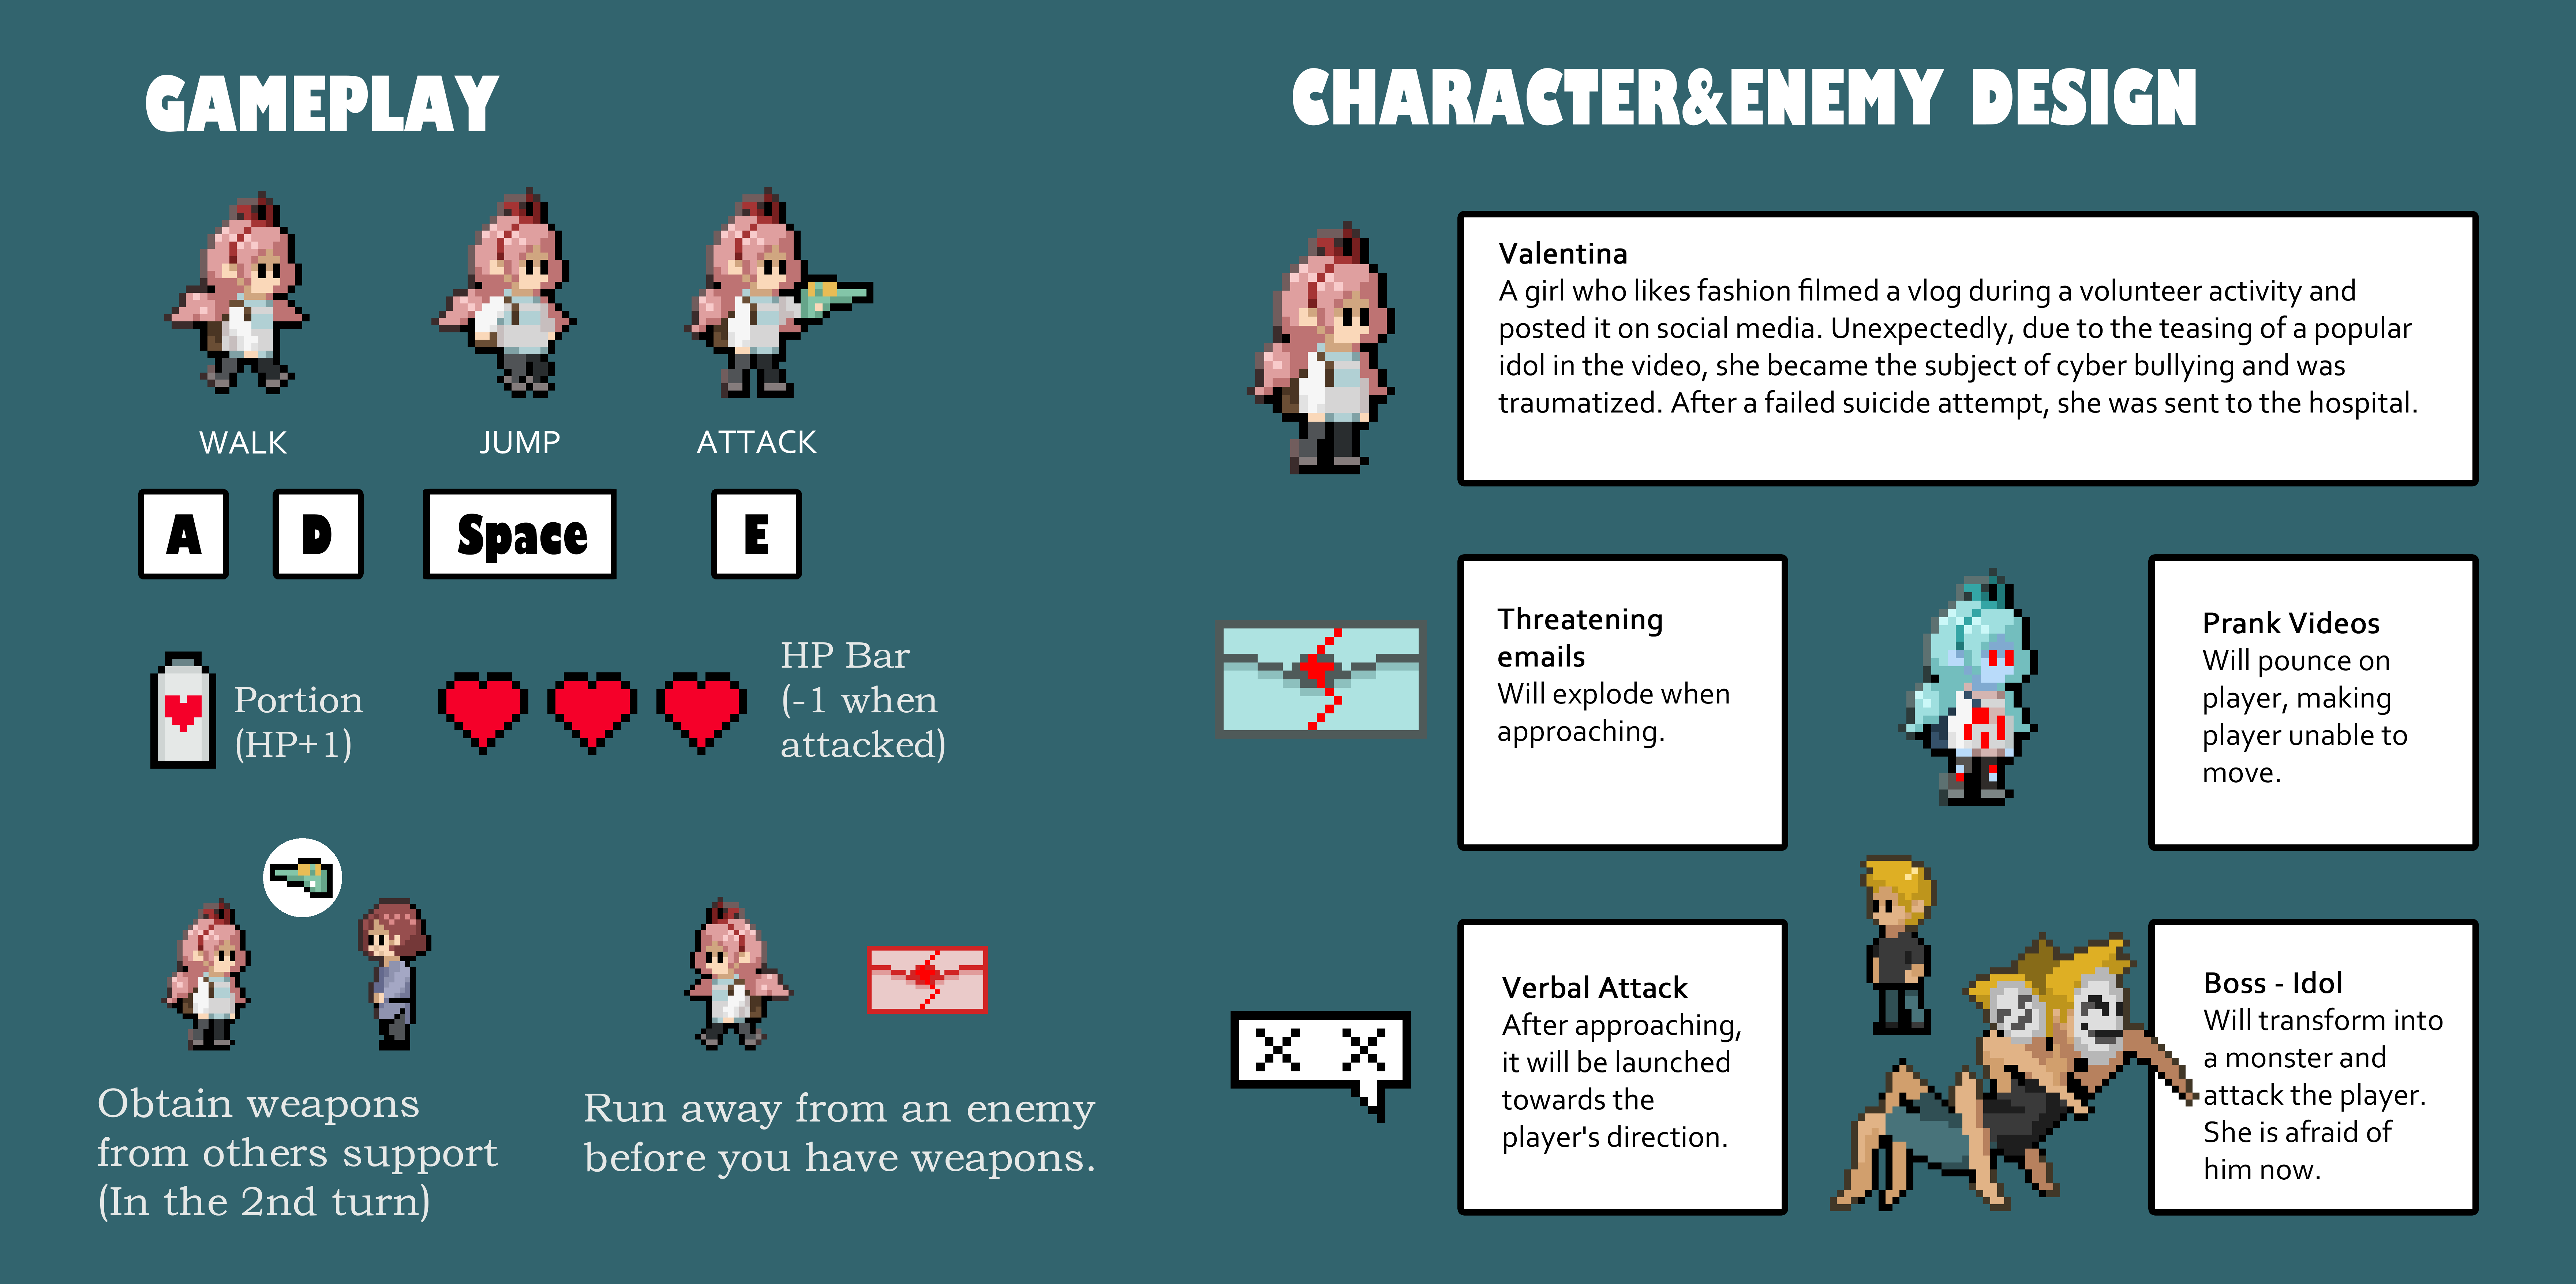 GAMEPLAY
WALK
JUMP
ATTACK
A
D
Space
E
Portion
(HP+1)
HP Bar
(-1 when
attacked)
Obtain weapons
from others support
(In the 2nd turn)
Run away from an enemy
before you have weapons.
CHARACTER&ENEMY DESIGN
Valentina
A girl who likes fashion filmed a vlog during a volunteer activity and
posted it on social media. Unexpectedly, due to the teasing of a popular
idol in the video, she became the subject of cyber bullying and was
traumatized. After a failed suicide attempt, she was sent to the hospital.
Threatening
emails
Will explode when
approaching.
Prank Videos
Will pounce on
player, making
player unable to
move.
Verbal Attack
After approaching,
it will be launched
towards the
player's direction.
Boss - Idol
Will transform into
a monster and
attack the player.
She is afraid of
him now.